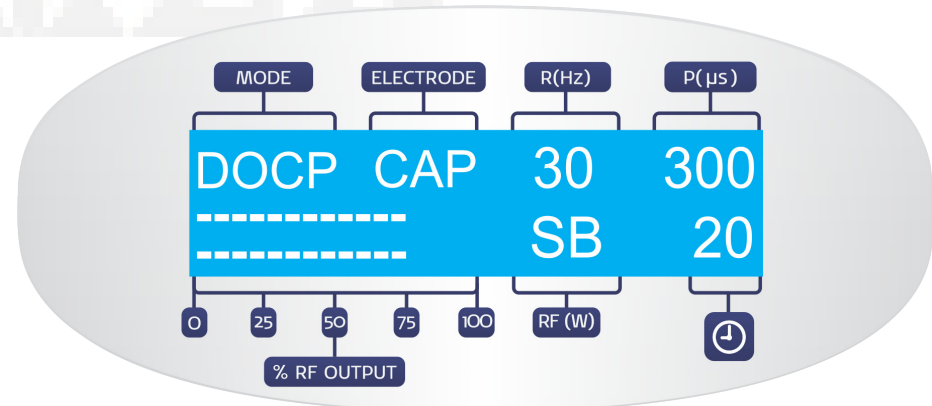 MODE ELECTRODE R(Hz) P(µs)
DOCP CAP 30 300
SB 20
0 25 50 75 100 RF (W)
% RF OUTPUT